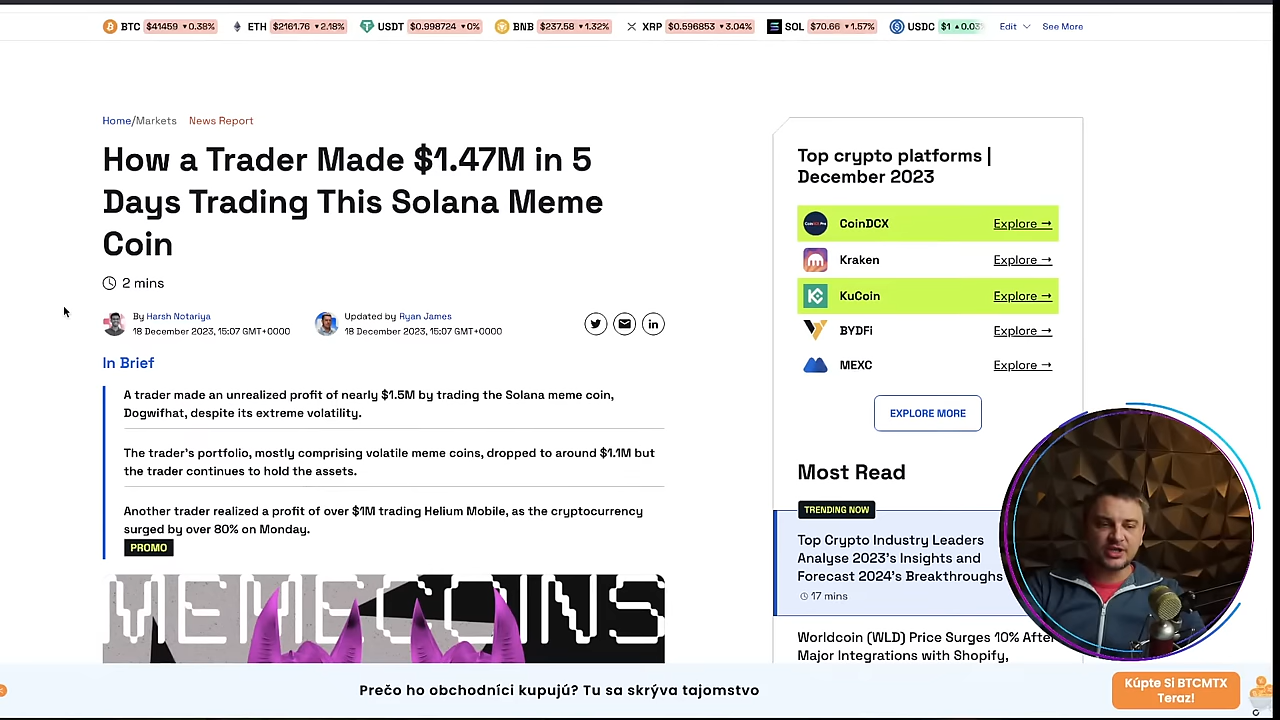 BTC $41459 ▾0.38% ETH $2161.76 ▾2.18% USDT $0.998724 ▾0% BNB $237.58 ▾1.32% XRP $0.596853 ▾3.04% SOL $70.66 ▾1.57% USDC $1 ▴0.03 Edit See More
Home/Markets News Report
How a Trader Made $1.47M in 5
Days Trading This Solana Meme
Coin
2 mins
By Harsh Notariya
18 December 2023, 15:07 GMT+0000
Updated by Ryan James
18 December 2023, 15:07 GMT+0000
In Brief
A trader made an unrealized profit of nearly $1.5M by trading the Solana meme coin,
Dogwifhat, despite its extreme volatility.
The trader's portfolio, mostly comprising volatile meme coins, dropped to around $1.1M but
the trader continues to hold the assets.
Another trader realized a profit of over $1M trading Helium Mobile, as the cryptocurrency
surged by over 80% on Monday.
PROMO
MEMECOINS
Top crypto platforms |
December 2023
CoinDCX Explore →
Kraken Explore →
KuCoin Explore →
BYDFi Explore →
MEXC Explore →
EXPLORE MORE
Most Read
TRENDING NOW
Top Crypto Industry Leaders
Analyse 2023's Insights and
Forecast 2024's Breakthroughs
17 mins
Worldcoin (WLD) Price Surges 10% After
Major Integrations with Shopify,
Prečo ho obchodníci kupujú? Tu sa skrýva tajomstvo
Kúpte Si BTCMTX
Teraz!